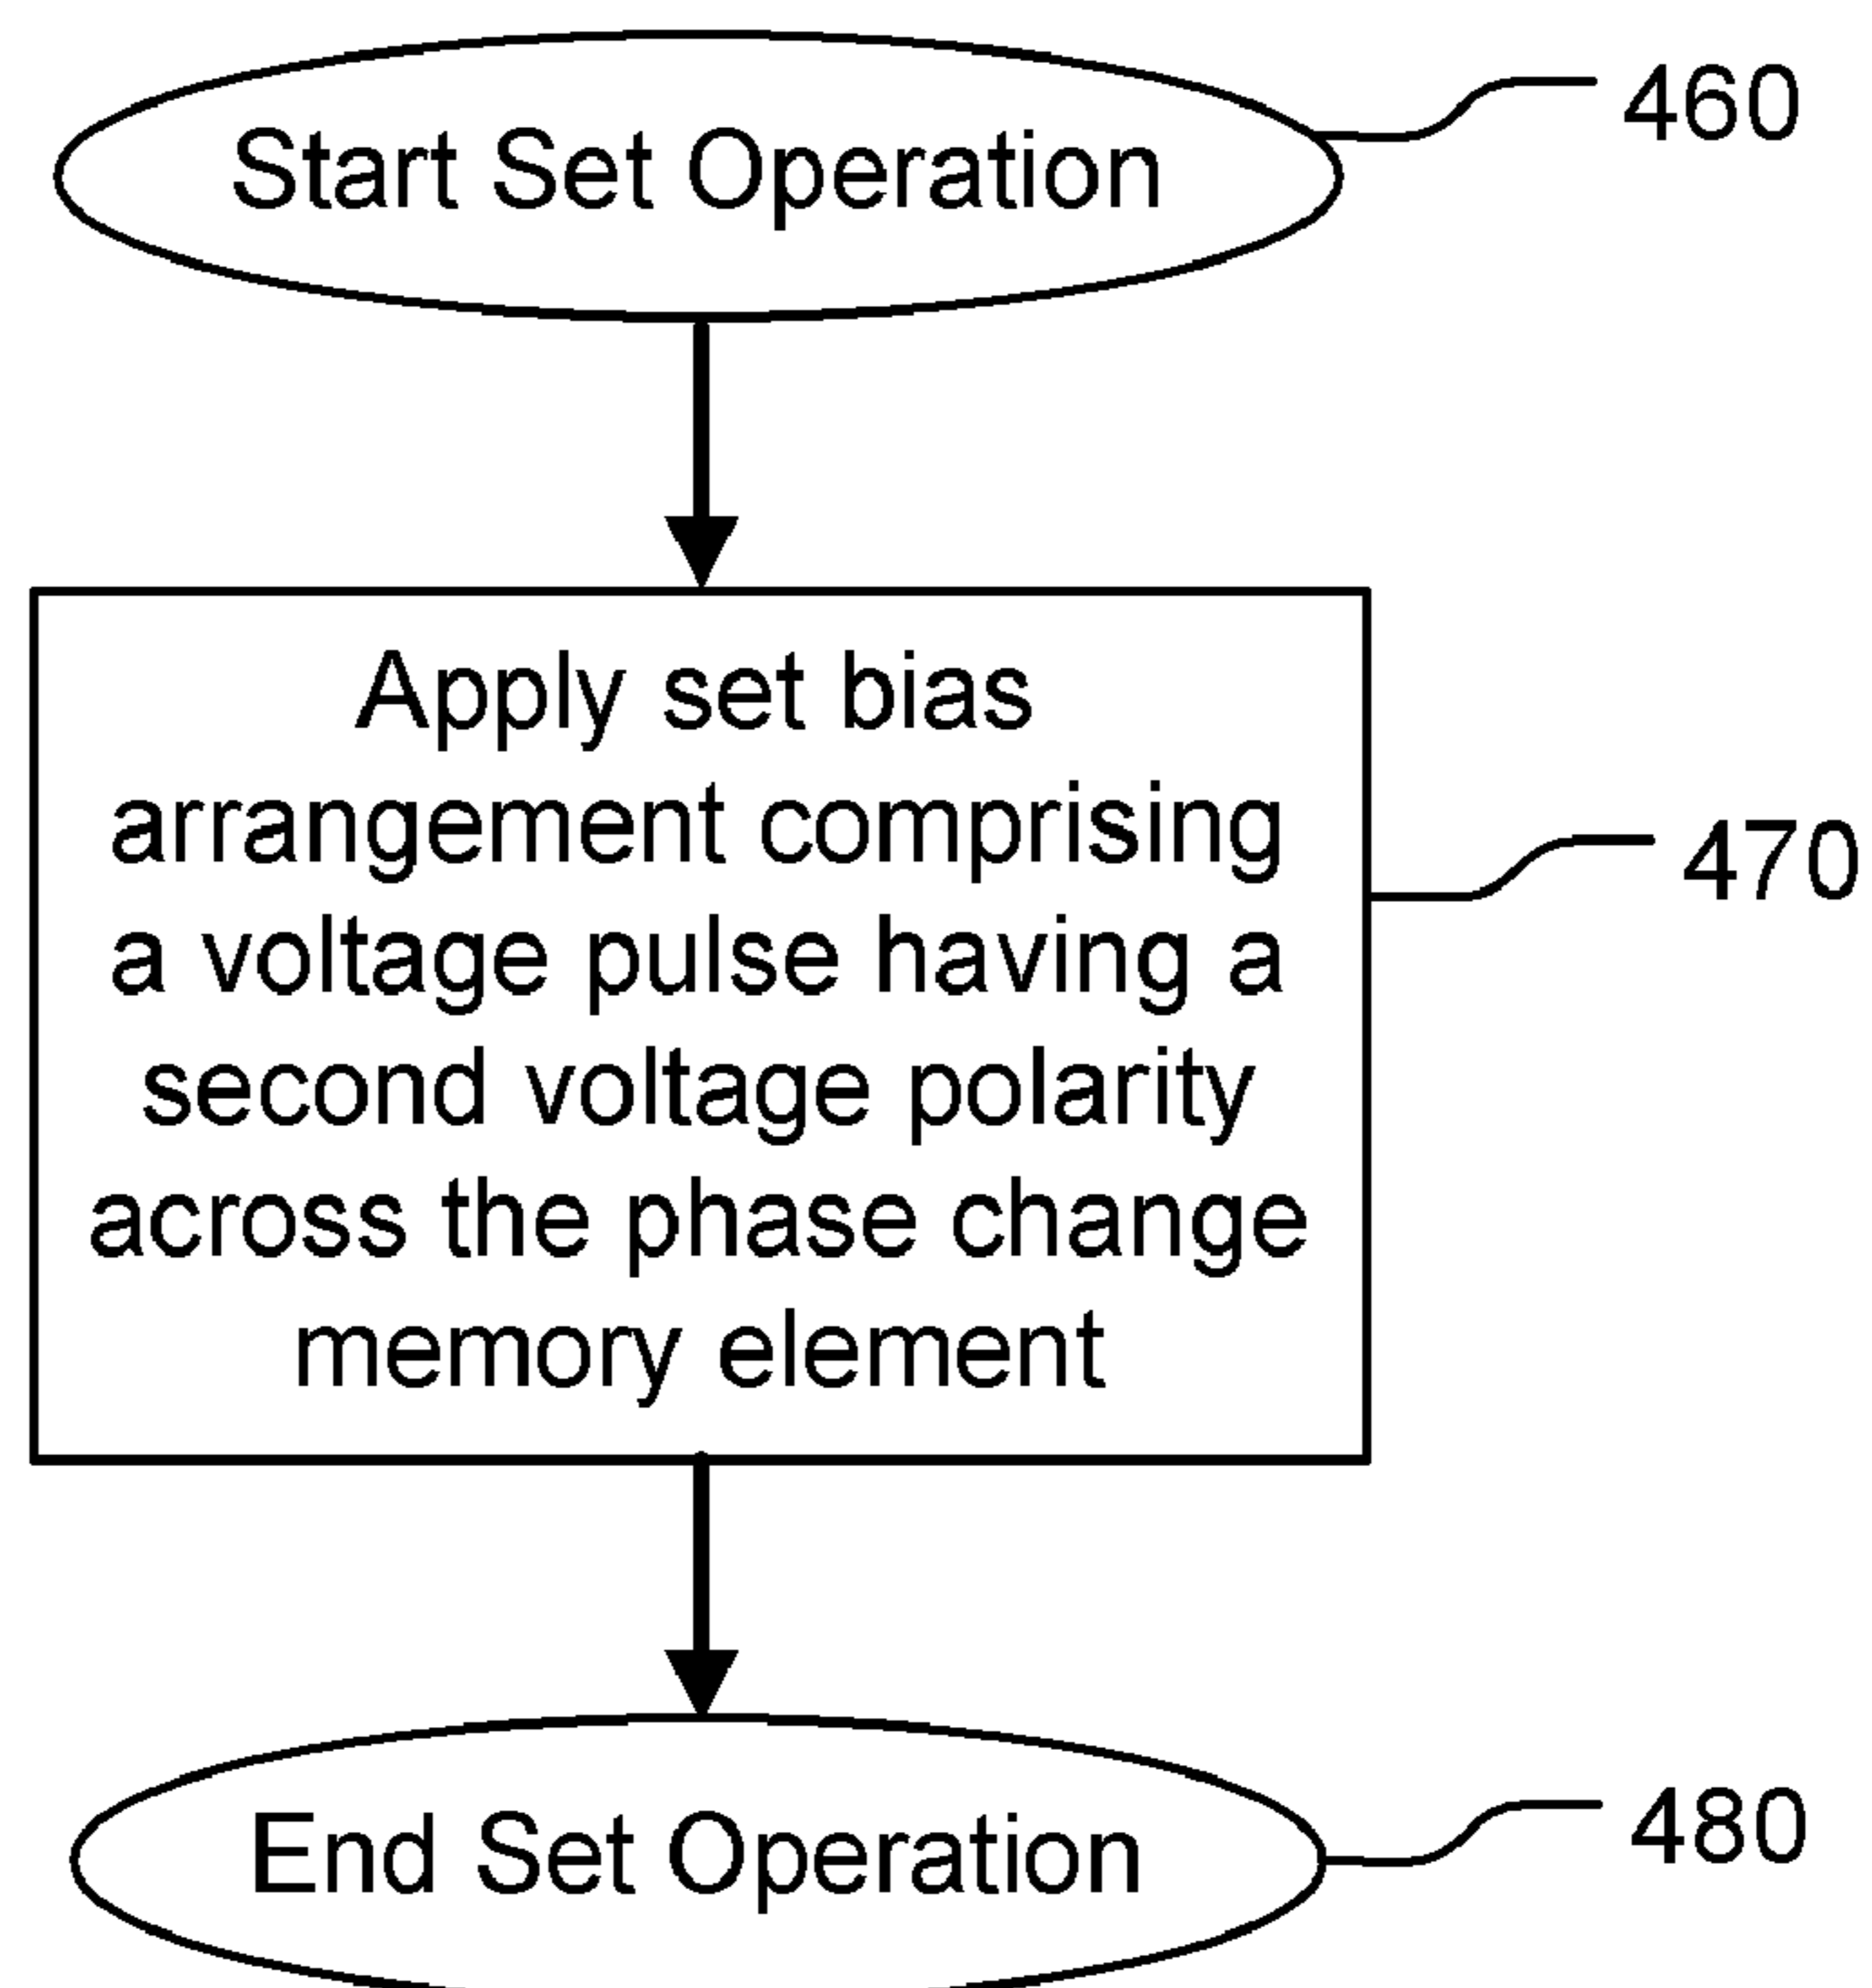 Start Set Operation
460
Apply set bias
arrangement comprising
a voltage pulse having a
second voltage polarity
across the phase change
memory element
470
End Set Operation
480